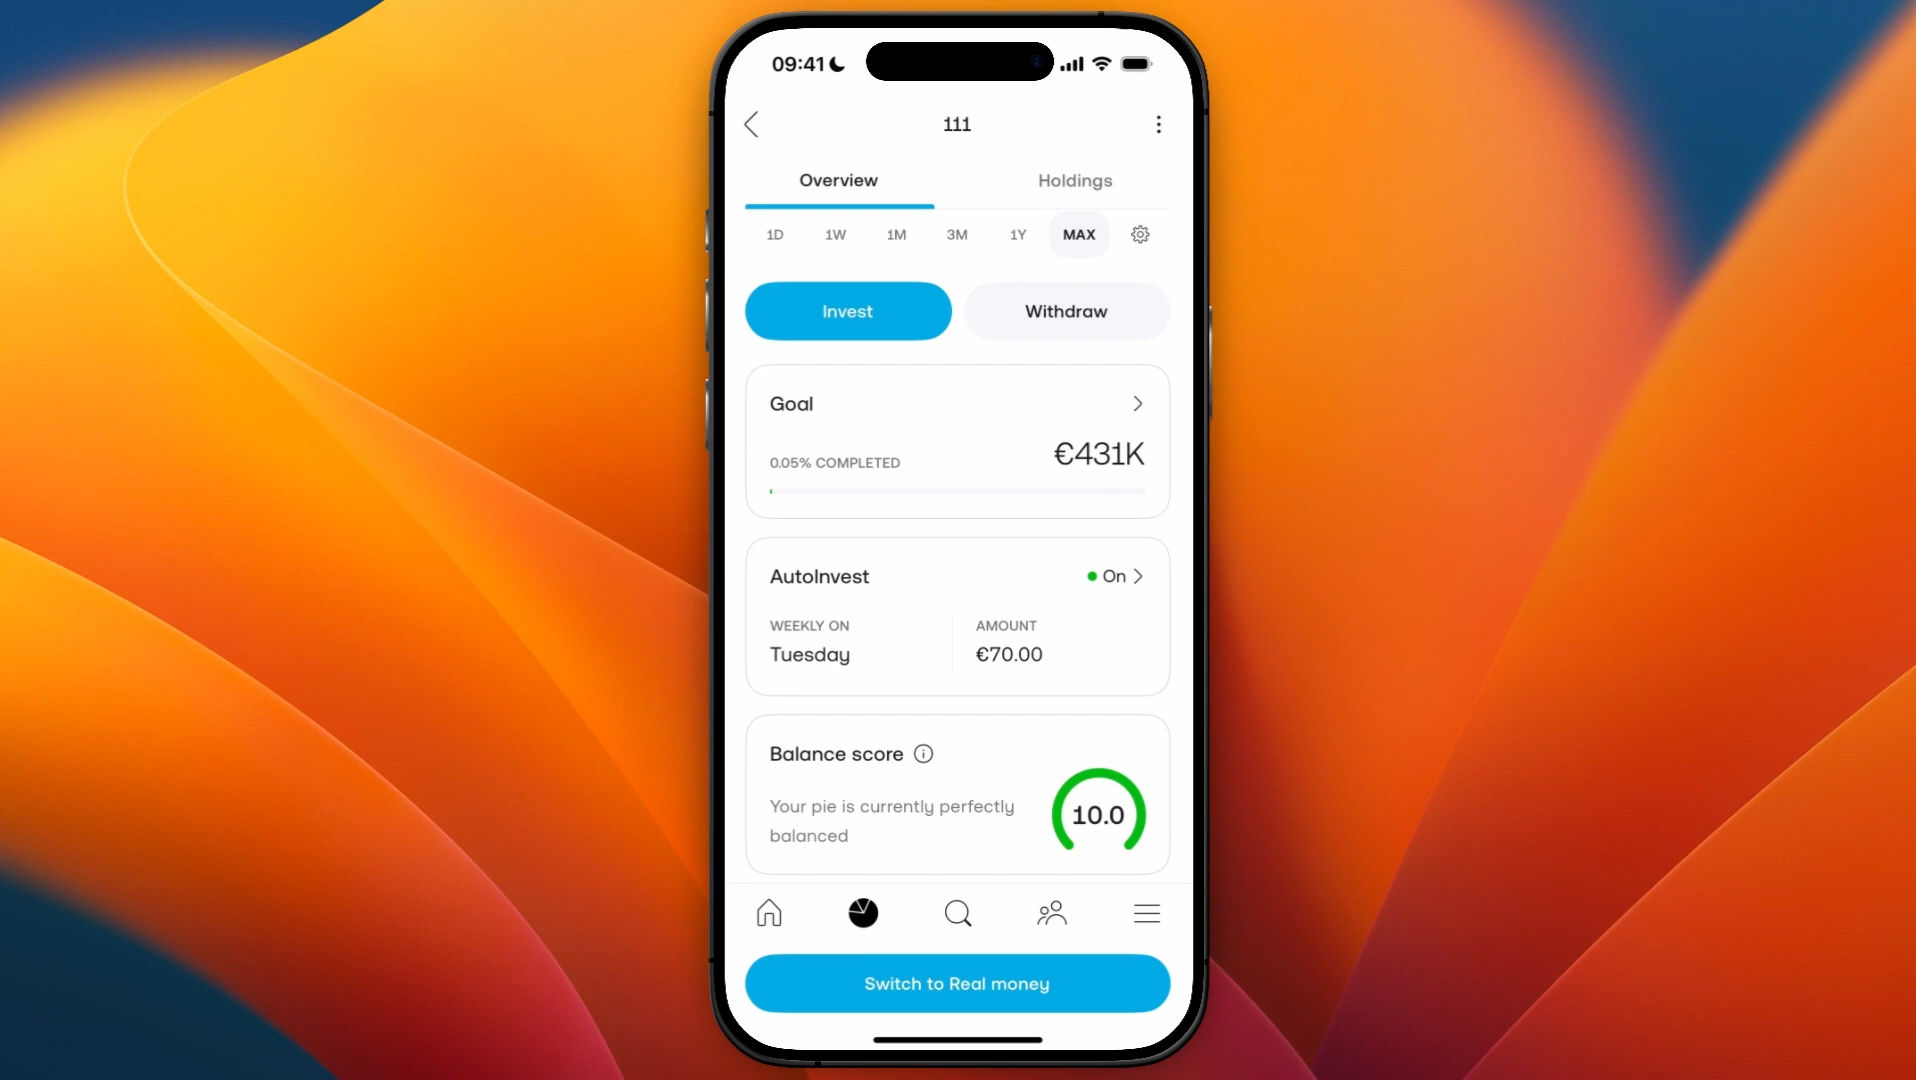 09:41
111
Overview Holdings
1D 1W 1M 3M 1Y MAX
Invest Withdraw
Goal
0.05% COMPLETED €431K
AutoInvest On
WEEKLY ON AMOUNT
Tuesday €70.00
Balance score
Your pie is currently perfectly
balanced
10.0
Switch to Real money